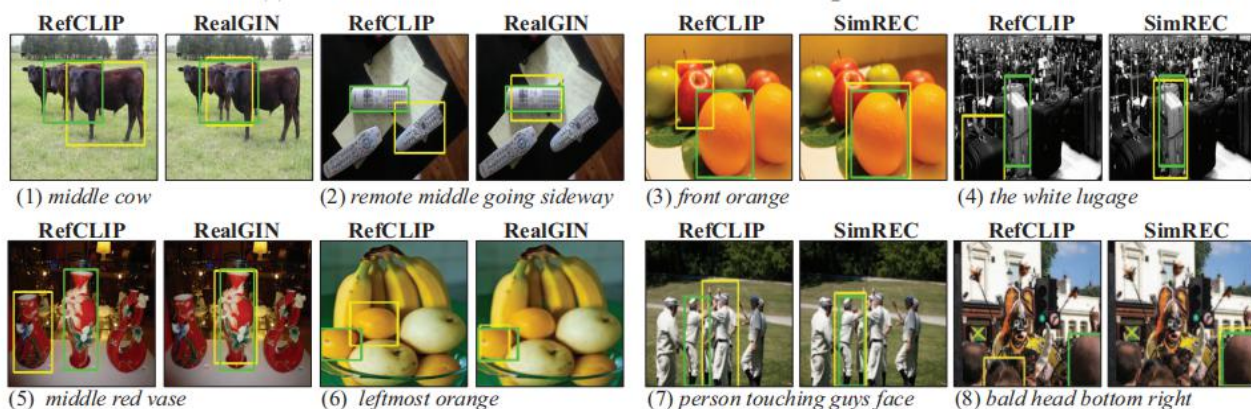 RefCLIP RealGIN RefCLIP RealGIN RefCLIP SimREC RefCLIP SimREC
(1) middle cow (2) remote middle going sideway (3) front orange (4) the white lugage
RefCLIP RealGIN RefCLIP RealGIN RefCLIP SimREC RefCLIP SimREC
(5) middle red vase (6) leftmost orange (7) person touching guys face (8) bald head bottom right